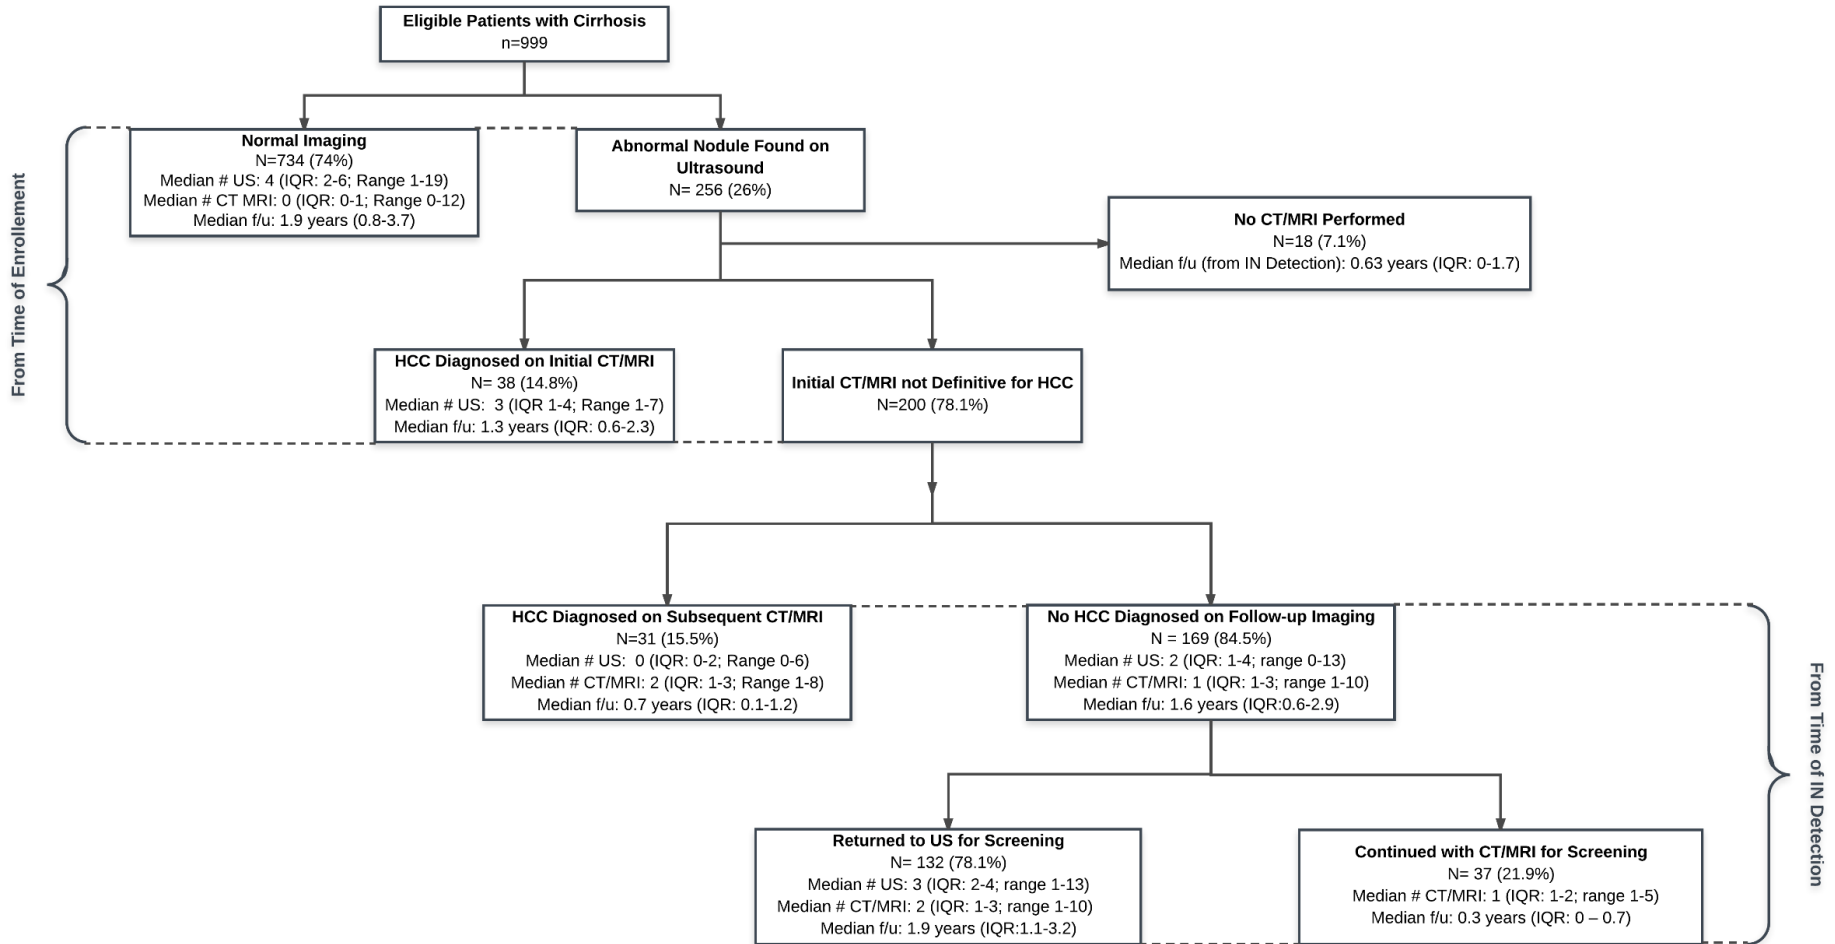 Eligible Patients with Cirrhosis
n=999
From Time of Enrollement
Normal Imaging
N=734 (74%)
Median # US: 4 (IQR: 2-6; Range 1-19)
Median # CT MRI: 0 (IQR: 0-1; Range 0-12)
Median f/u: 1.9 years (0.8-3.7)
Abnormal Nodule Found on
Ultrasound
N= 256 (26%)
No CT/MRI Performed
N=18 (7.1%)
Median f/u (from IN Detection): 0.63 years (IQR: 0-1.7)
HCC Diagnosed on Initial CT/MRI
N= 38 (14.8%)
Median # US:  3 (IQR 1-4; Range 1-7)
Median f/u: 1.3 years (IQR: 0.6-2.3)
Initial CT/MRI not Definitive for HCC
N=200 (78.1%)
HCC Diagnosed on Subsequent CT/MRI
N=31 (15.5%)
Median # US:  0 (IQR: 0-2; Range 0-6)
Median # CT/MRI: 2 (IQR: 1-3; Range 1-8)
Median f/u: 0.7 years (IQR: 0.1-1.2)
No HCC Diagnosed on Follow-up Imaging
N = 169 (84.5%)
Median # US: 2 (IQR: 1-4; range 0-13)
Median # CT/MRI: 1 (IQR: 1-3; range 1-10)
Median f/u: 1.6 years (IQR:0.6-2.9)
From Time of IN Detection
Returned to US for Screening
N= 132 (78.1%)
Median # US: 3 (IQR: 2-4; range 1-13)
Median # CT/MRI: 2 (IQR: 1-3; range 1-10)
Median f/u: 1.9 years (IQR:1.1-3.2)
Continued with CT/MRI for Screening
N= 37 (21.9%)
Median # CT/MRI: 1 (IQR: 1-2; range 1-5)
Median f/u: 0.3 years (IQR: 0 – 0.7)